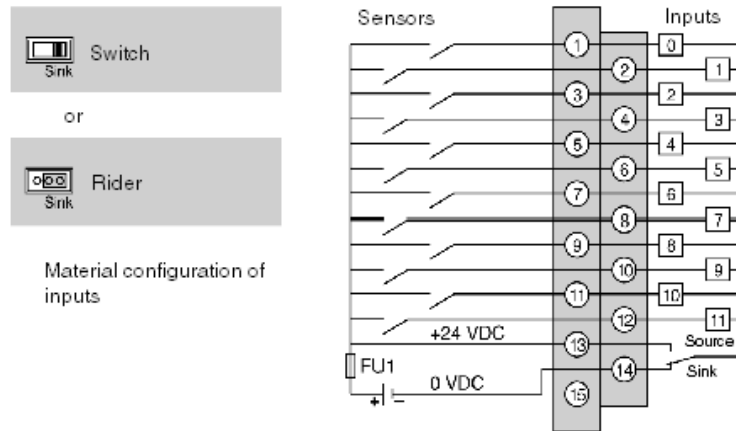 Switch
Sink
or
Rider
Sink
Material configuration of
inputs
Sensors
Inputs
1
0
2
1
3
2
4
3
5
4
6
5
7
6
8
7
9
8
10
9
11
10
12
11
+24 VDC
13
Source
FU1
0 VDC
14
Sink
+
–
15